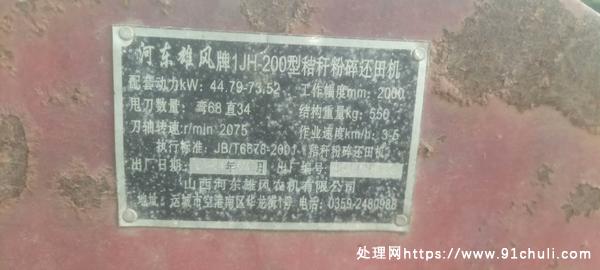 河东雄风牌1JH-200型秸秆粉碎还田机
配套动力kW: 44.79-73.52 工作幅度mm: 2000
甩刀数量: 弯68直34 结构重量kg: 550
刀轴转速:r/min 2075 作业速度km/h: 3-5
执行标准: JB/T6678-2001 《秸秆粉碎还田机》
出厂日期: 年 月 出厂编号:
山西河东雄风农机有限公司
地址: 运城市空港南区华龙街1号 电话: 0359-2480988
处理网https://www.91chuli.com